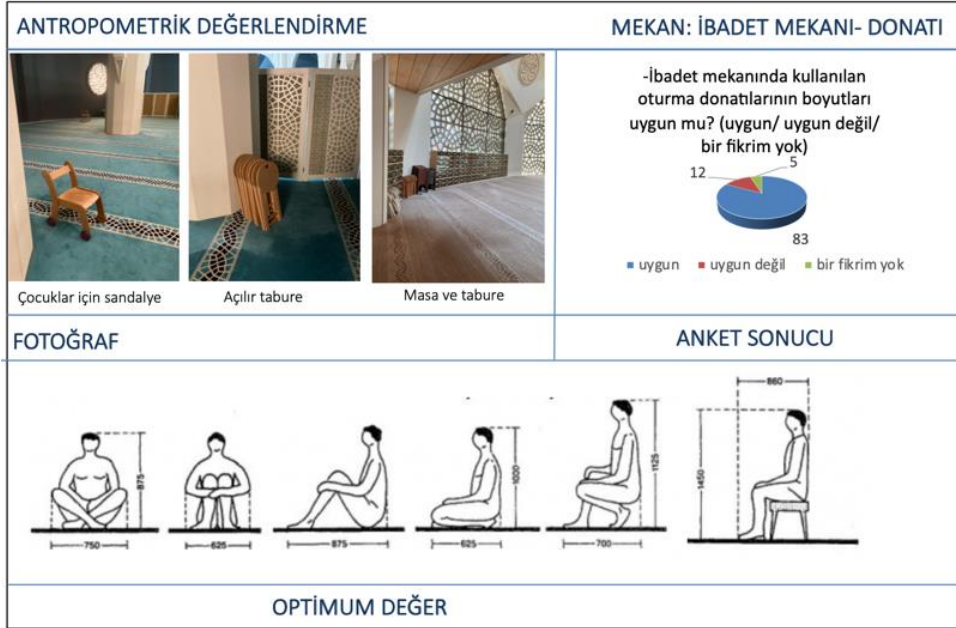 ANTROPOMETRİK DEĞERLENDİRME
MEKAN: İBADET MEKANI- DONATI
-İbadet mekanında kullanılan
oturma donatılarının boyutları
uygun mu? (uygun/ uygun değil/
bir fikrim yok)
12
5
83
uygun uygun değil bir fikrim yok
Çocuklar için sandalye
Açılır tabure
Masa ve tabure
FOTOĞRAF
ANKET SONUCU
875
750
625
875
1000
625
1125
700
860
1450
OPTİMUM DEĞER